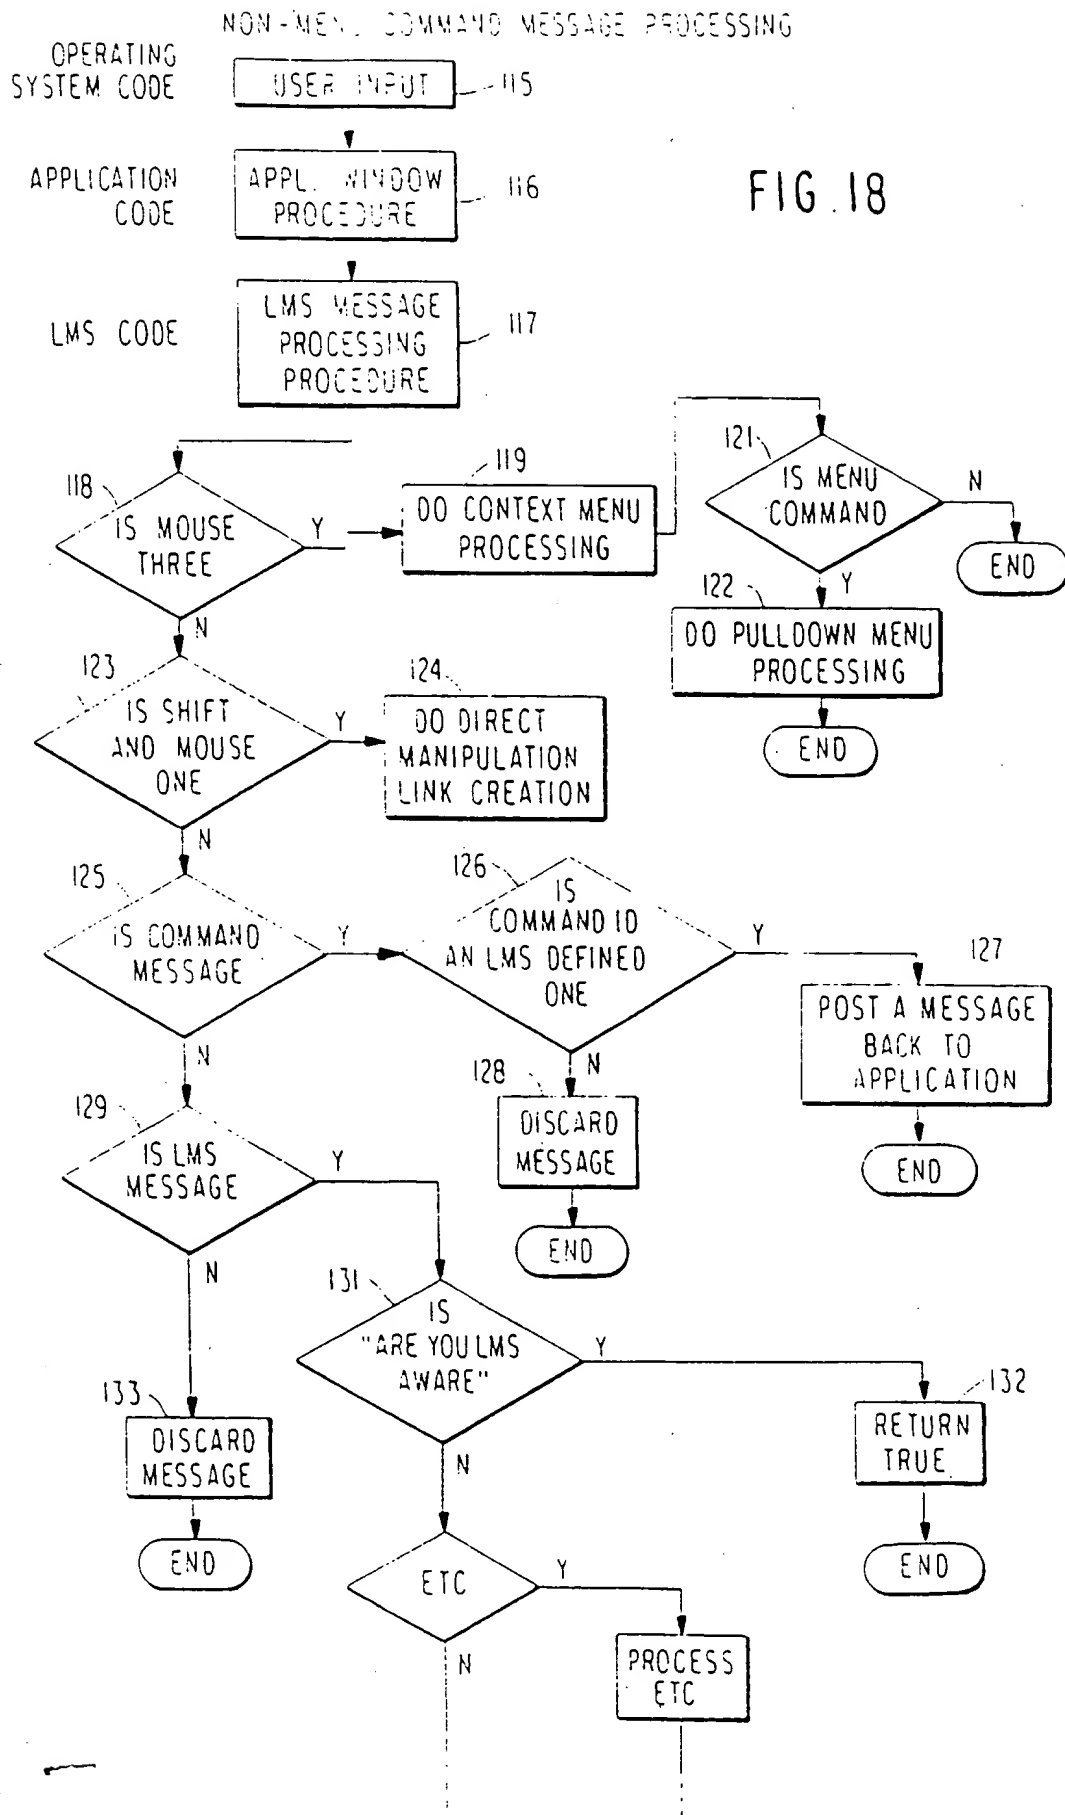 NON-MENU COMMAND MESSAGE PROCESSING
OPERATING
SYSTEM CODE
USER INPUT
115
APPLICATION
CODE
APPL. WINDOW
PROCEDURE
116
FIG.18
LMS CODE
LMS MESSAGE
PROCESSING
PROCEDURE
117
118
IS MOUSE
THREE
Y
N
119
DO CONTEXT MENU
PROCESSING
121
IS MENU
COMMAND
N
END
Y
122
DO PULLDOWN MENU
PROCESSING
END
123
IS SHIFT
AND MOUSE
ONE
Y
N
124
DO DIRECT
MANIPULATION
LINK CREATION
125
IS COMMAND
MESSAGE
Y
N
126
IS
COMMAND ID
AN LMS DEFINED
ONE
Y
N
127
POST A MESSAGE
BACK TO
APPLICATION
END
128
DISCARD
MESSAGE
END
129
IS LMS
MESSAGE
Y
N
131
IS
"ARE YOU LMS
AWARE"
Y
N
132
RETURN
TRUE
END
133
DISCARD
MESSAGE
END
ETC
Y
N
PROCESS
ETC